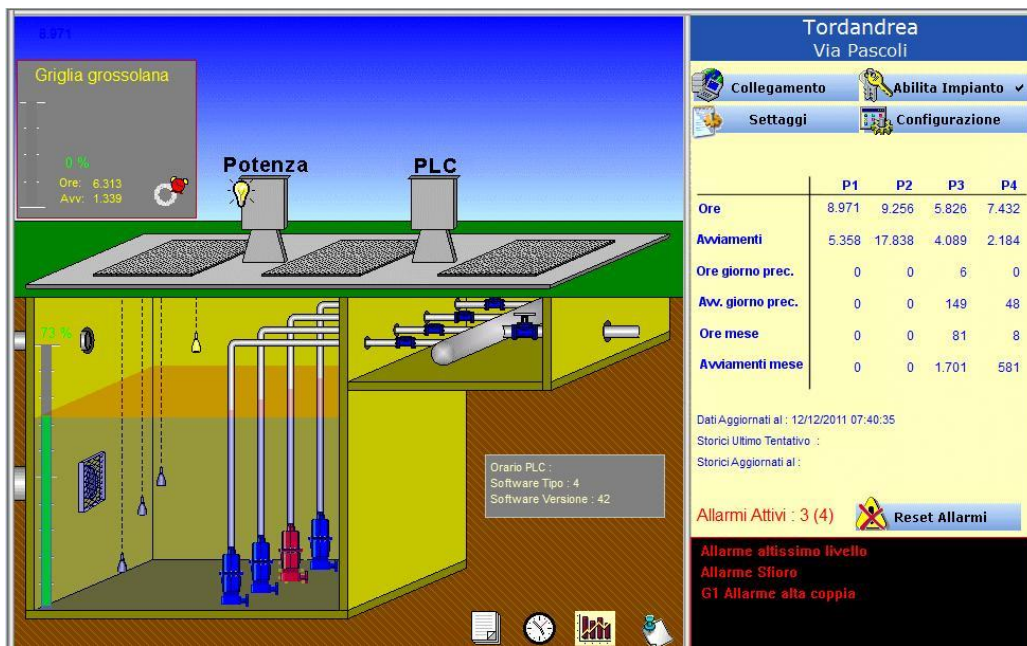 8.971
Griglia grossolana
0 %
Ore: 6.313
Avv: 1.339
Potenza
PLC
73 %
Orario PLC :
Software Tipo : 4
Software Versione : 42
Tordandrea
Via Pascoli
Collegamento
Abilita Impianto
Settaggi
Configurazione
P1 P2 P3 P4
Ore 8.971 9.256 5.826 7.432
Avviamenti 5.358 17.838 4.089 2.184
Ore giorno prec. 0 0 6 0
Avv. giorno prec. 0 0 149 48
Ore mese 0 0 81 8
Avviamenti mese 0 0 1.701 581
Dati Aggiornati al : 12/12/2011 07:40:35
Storici Ultimo Tentativo :
Storici Aggiornati al :
Allarmi Attivi : 3 (4)
Reset Allarmi
Allarme altissimo livello
Allarme Sfioro
G1 Allarme alta coppia